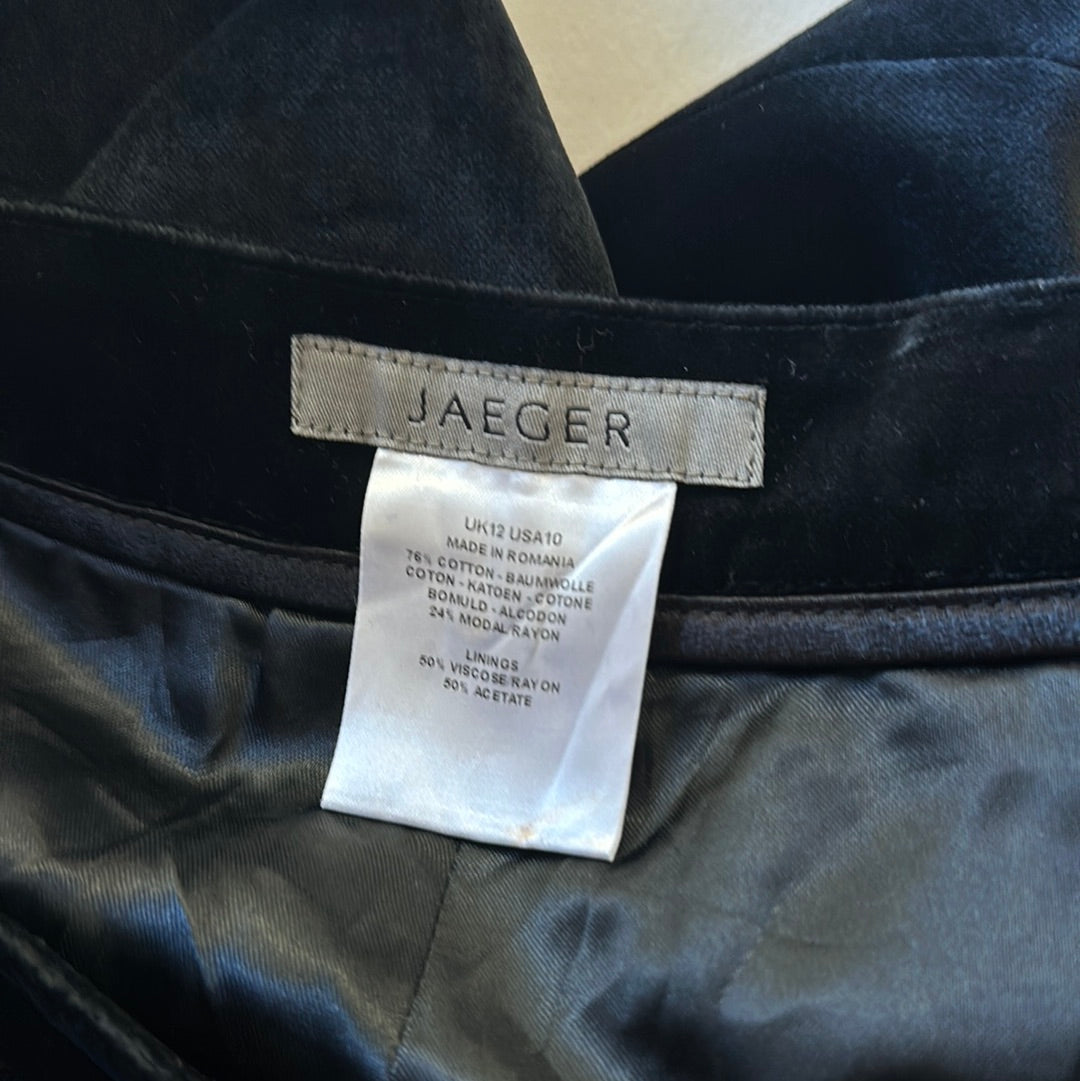 JAEGER
UK12 USA10
MADE IN ROMANIA
76% COTTON - BAUMWOLLE
COTON - KATOEN - COTONE
BOMULD - ALCODON
24% MODAL/RAYON
LININGS
50% VISCOSE/RAYON
50% ACETATE